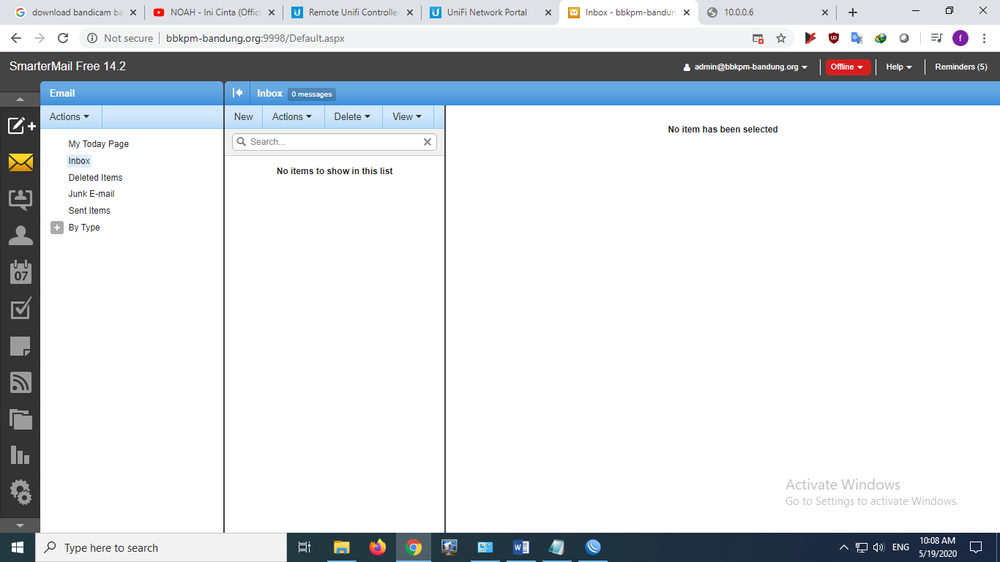 download bandicam ba
NOAH - Ini Cinta (Offici
Remote Unifi Controller
UniFi Network Portal
Inbox - bbkpm-bandun
10.0.0.6
Not secure
bbkpm-bandung.org:9998/Default.aspx
f
SmarterMail Free 14.2
admin@bbkpm-bandung.org
Offline
Help
Reminders (5)
Email
Inbox
0 messages
Actions
New
Actions
Delete
View
Search...
My Today Page
Inbox
Deleted Items
Junk E-mail
Sent Items
By Type
No items to show in this list
No item has been selected
07
Activate Windows
Go to Settings to activate Windows.
Type here to search
ENG
10:08 AM
5/19/2020